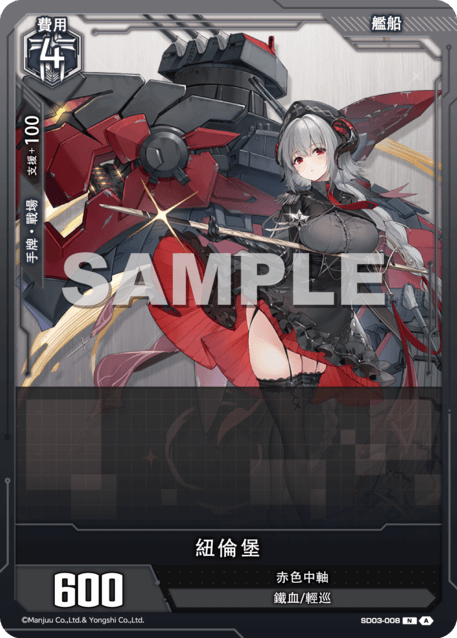 費用
4
艦船
支援+100
手牌・戰場
SAMPLE
紐倫堡
600
赤色中軸
鐵血/輕巡
©Manjuu Co.,Ltd.& Yongshi Co.,Ltd.
SD03-008 N A